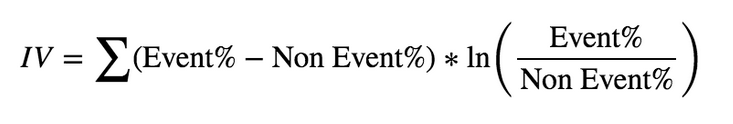 IV = ∑(Event% − Non Event%) ∗ ln(Event% / Non Event%)